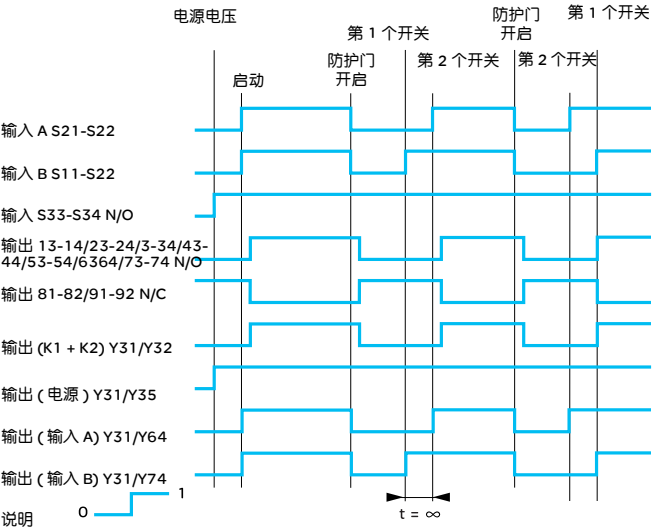 电源电压
防护门
开启
第 1 个开关
第 1 个开关
防护门
开启
第 2 个开关
第 2 个开关
启动
输入 A S21-S22
输入 B S11-S22
输入 S33-S34 N/O
输出 13-14/23-24/3-34/43-
44/53-54/6364/73-74 N/O
输出 81-82/91-92 N/C
输出 (K1 + K2) Y31/Y32
输出 ( 电源 ) Y31/Y35
输出 ( 输入 A) Y31/Y64
输出 ( 输入 B) Y31/Y74
说明
0
1
t = ∞